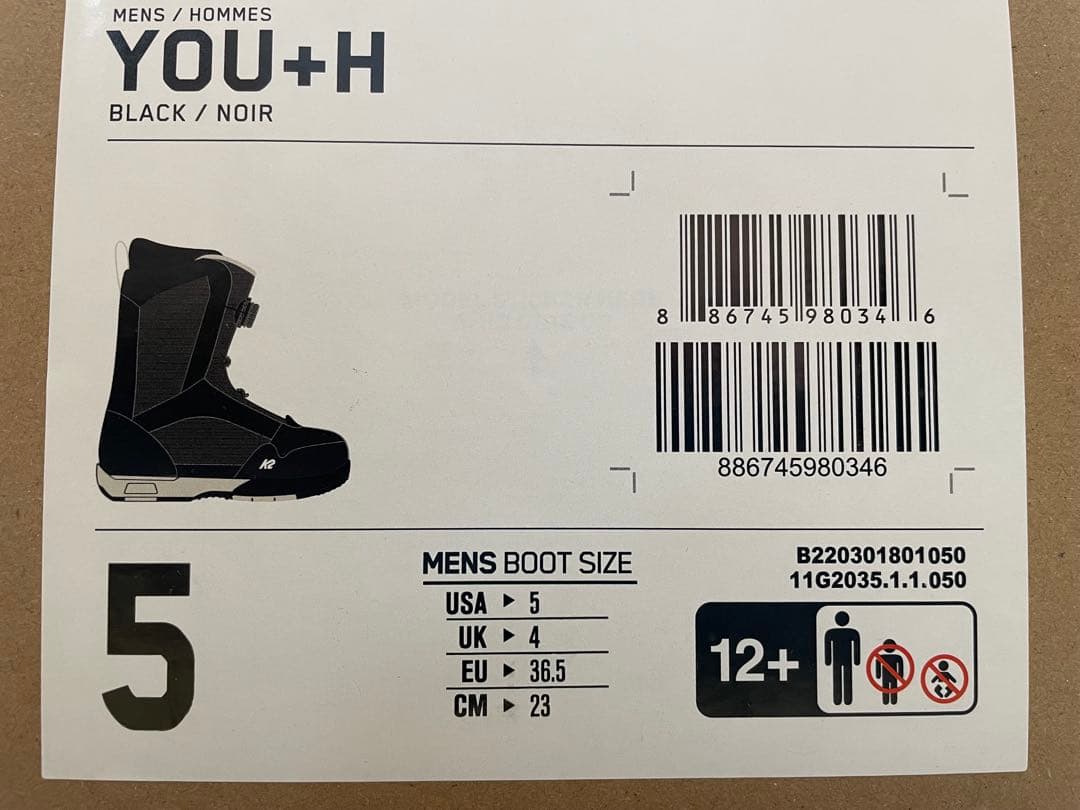 MENS / HOMMES
YOU+H
BLACK / NOIR
8 86745 98034 6
886745980346
K2
5
MENS BOOT SIZE
USA ▶ 5
UK ▶ 4
EU ▶ 36.5
CM ▶ 23
B220301801050
11G2035.1.1.050
12+